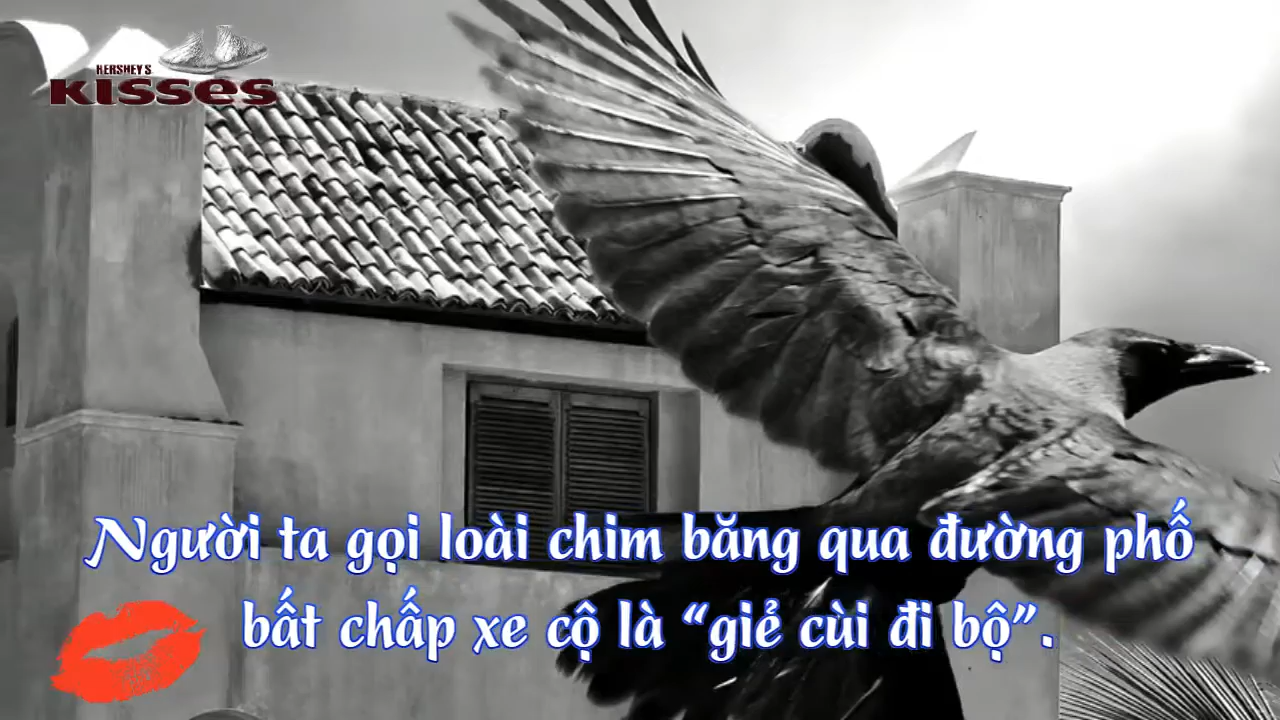 HERSHEY'S
KISSES
Người ta gọi loài chim băng qua đường phố
bất chấp xe cộ là “giẻ cùi đi bộ”.